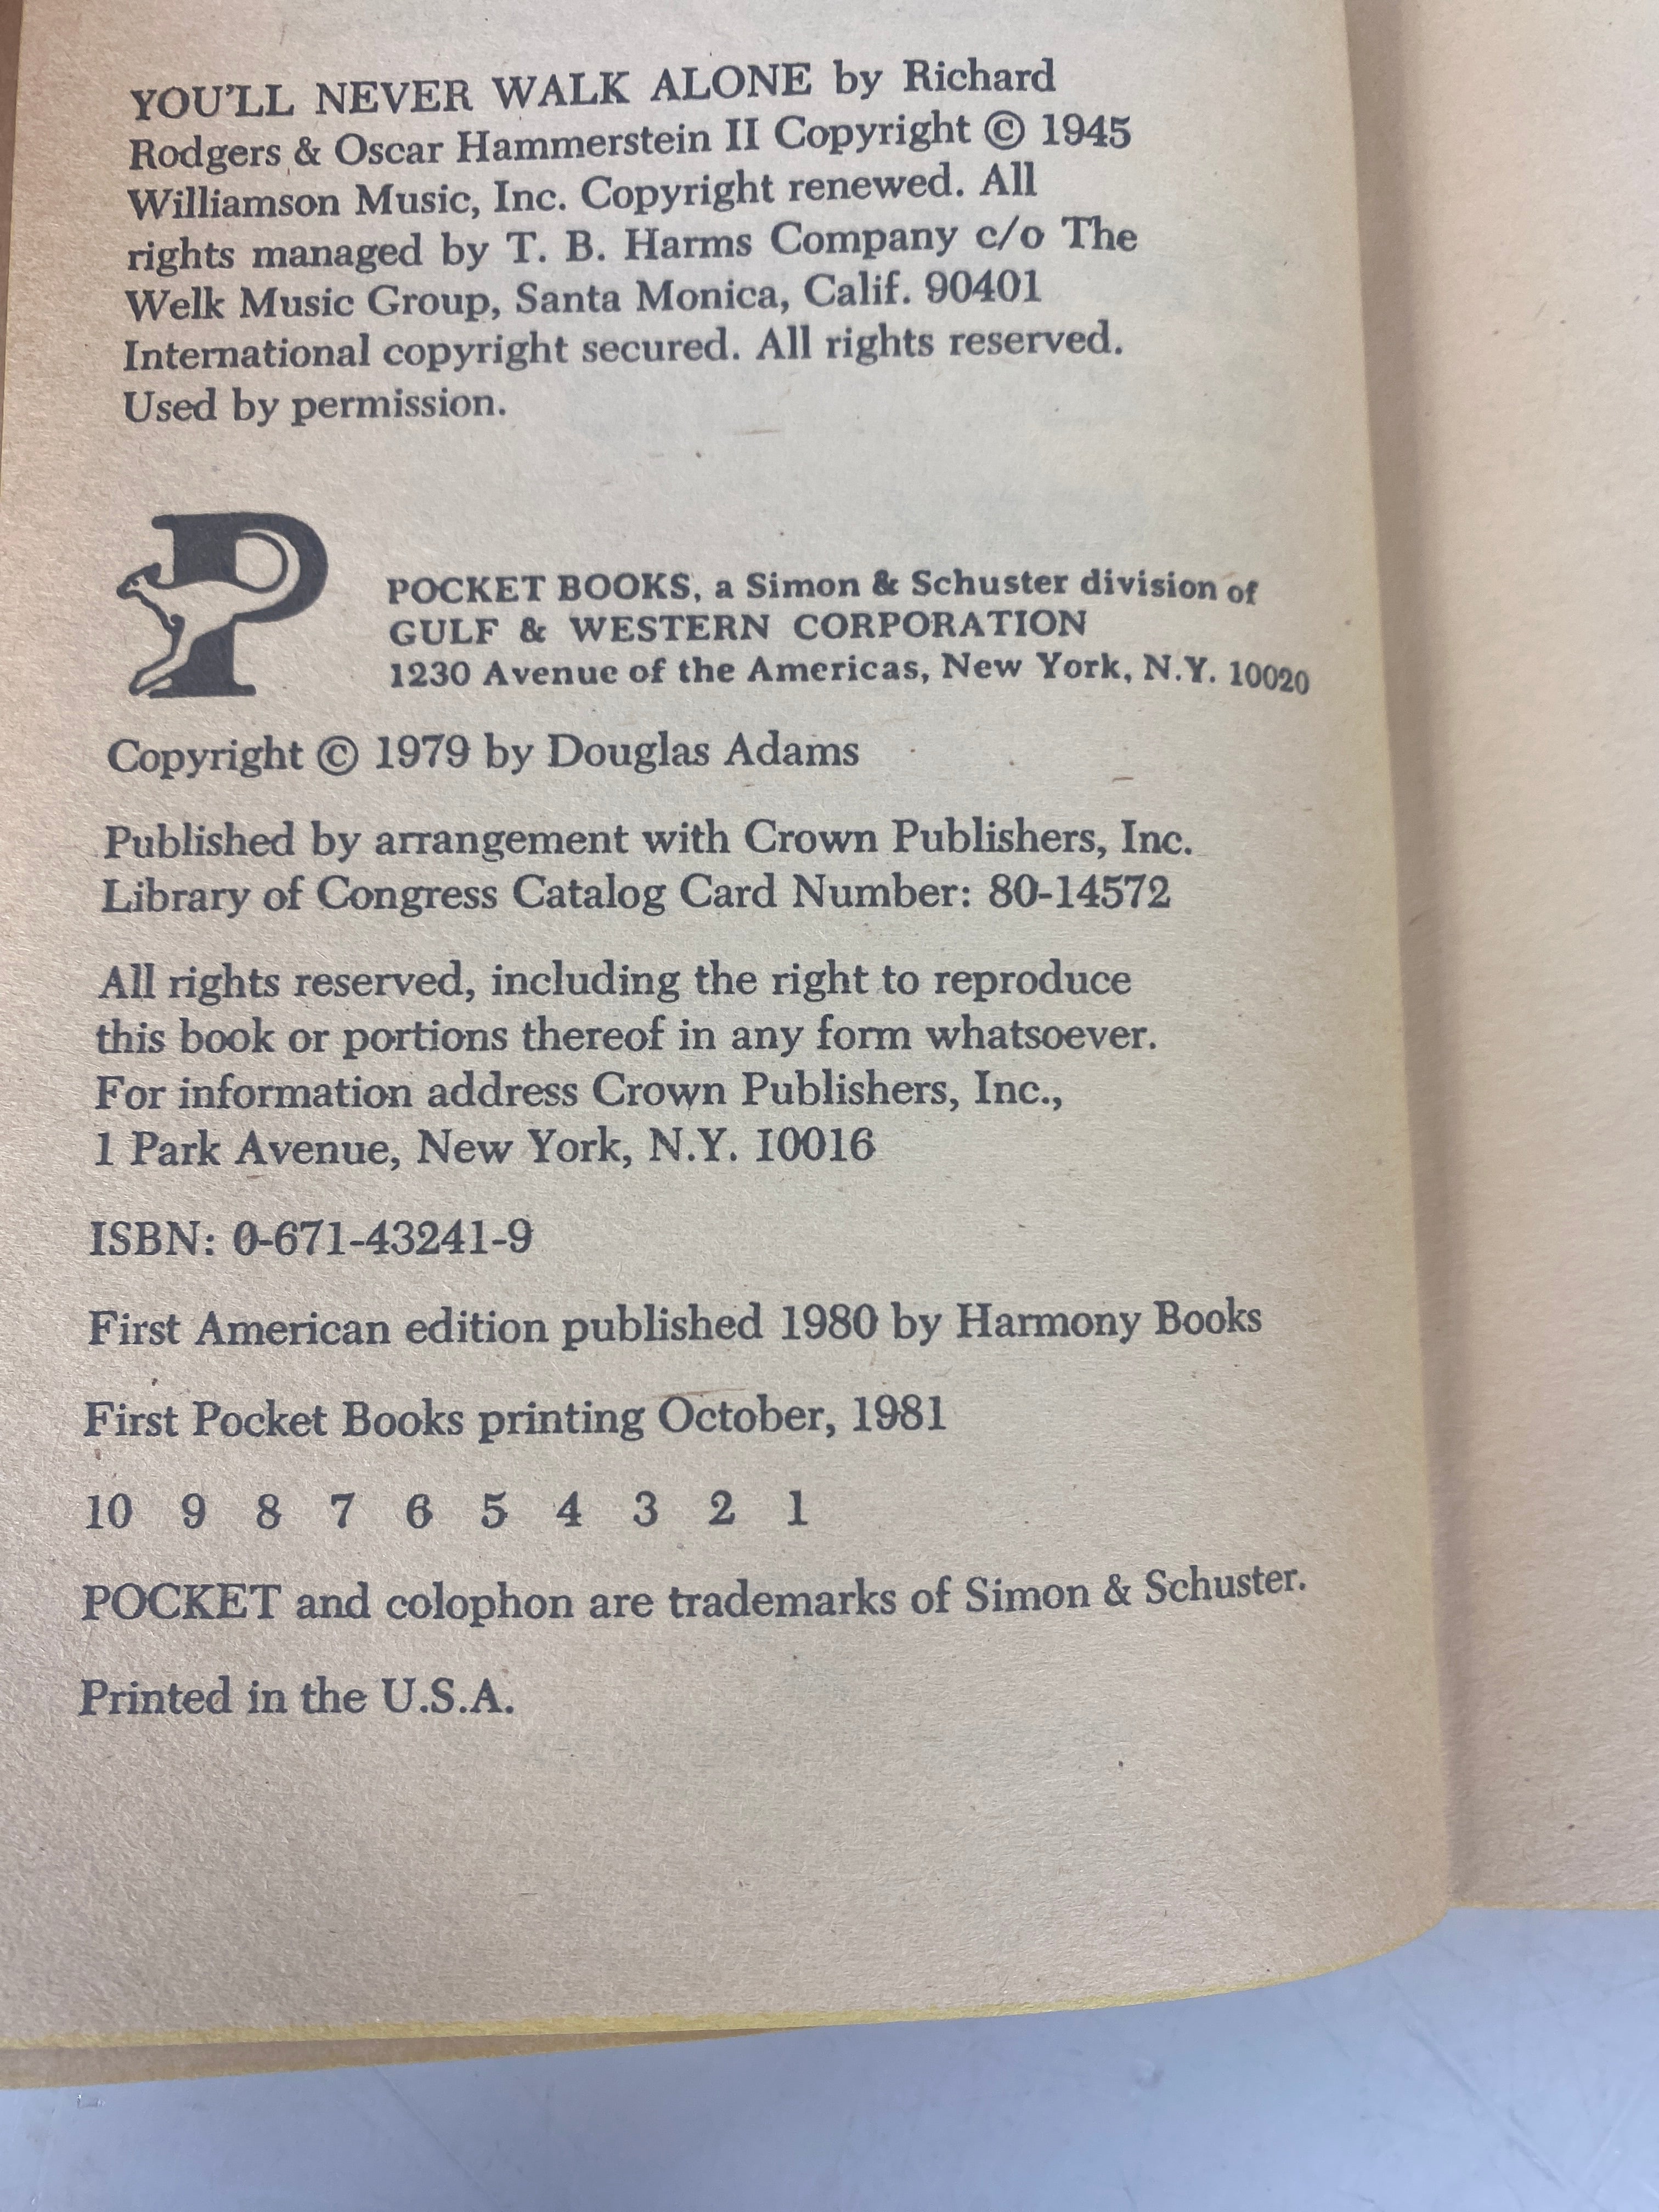 YOU'LL NEVER WALK ALONE by Richard
Rodgers & Oscar Hammerstein II Copyright © 1945
Williamson Music, Inc. Copyright renewed. All
rights managed by T. B. Harms Company c/o The
Welk Music Group, Santa Monica, Calif. 90401
International copyright secured. All rights reserved.
Used by permission.
P
POCKET BOOKS, a Simon & Schuster division of
GULF & WESTERN CORPORATION
1230 Avenue of the Americas, New York, N.Y. 10020
Copyright © 1979 by Douglas Adams
Published by arrangement with Crown Publishers, Inc.
Library of Congress Catalog Card Number: 80-14572
All rights reserved, including the right to reproduce
this book or portions thereof in any form whatsoever.
For information address Crown Publishers, Inc.,
1 Park Avenue, New York, N.Y. 10016
ISBN: 0-671-43241-9
First American edition published 1980 by Harmony Books
First Pocket Books printing October, 1981
10 9 8 7 6 5 4 3 2 1
POCKET and colophon are trademarks of Simon & Schuster.
Printed in the U.S.A.